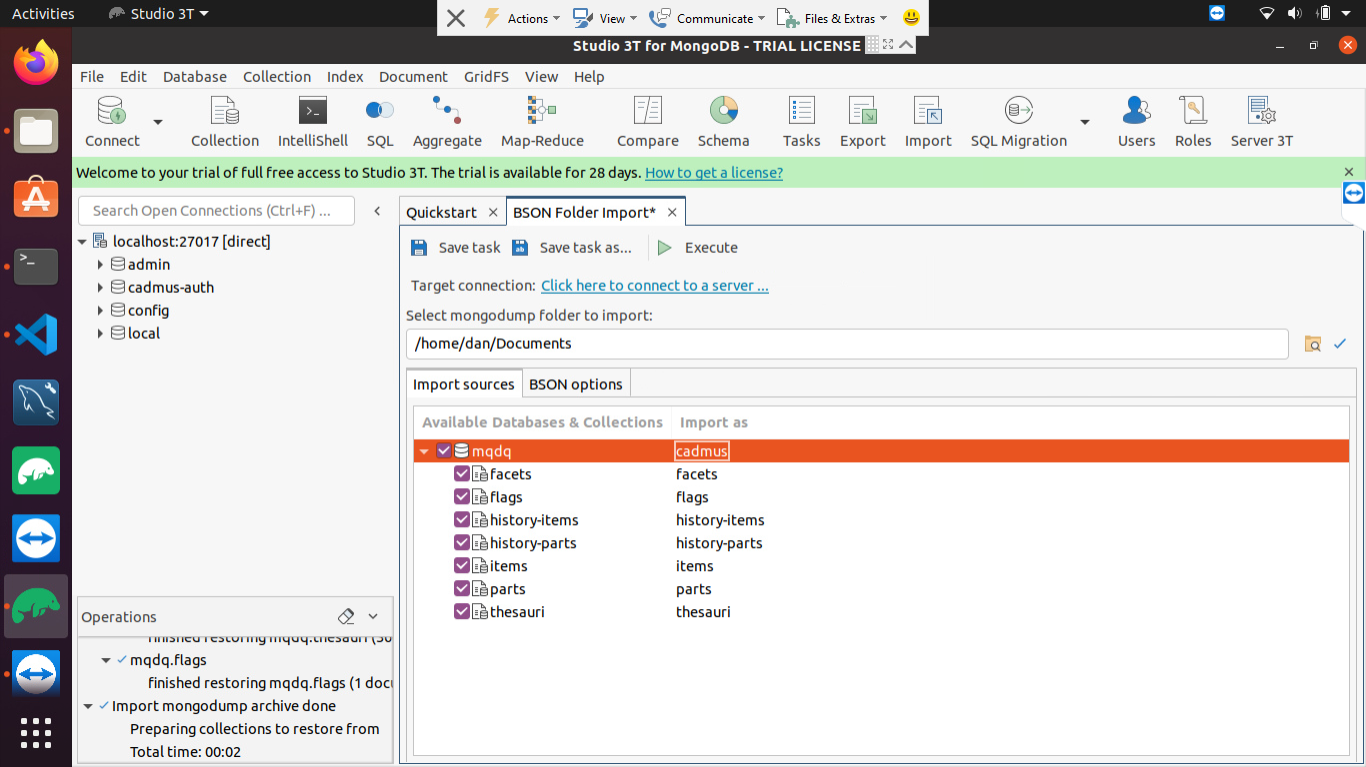 Activities
Studio 3T
Actions
View
Communicate
Files & Extras
Studio 3T for MongoDB - TRIAL LICENSE
File Edit Database Collection Index Document GridFS View Help
Connect
Collection
IntelliShell
SQL
Aggregate
Map-Reduce
Compare
Schema
Tasks
Export
Import
SQL Migration
Users
Roles
Server 3T
Welcome to your trial of full free access to Studio 3T. The trial is available for 28 days. How to get a license?
Search Open Connections (Ctrl+F) ...
localhost:27017 [direct]
admin
cadmus-auth
config
local
Quickstart
BSON Folder Import*
Save task
Save task as...
Execute
Target connection: Click here to connect to a server ...
Select mongodump folder to import:
/home/dan/Documents
Import sources
BSON options
Available Databases & Collections Import as
mqdq cadmus
facets facets
flags flags
history-items history-items
history-parts history-parts
items items
parts parts
thesauri thesauri
Operations
finished restoring mqdq.thesauri (50
mqdq.flags
finished restoring mqdq.flags (1 docu
Import mongodump archive done
Preparing collections to restore from
Total time: 00:02